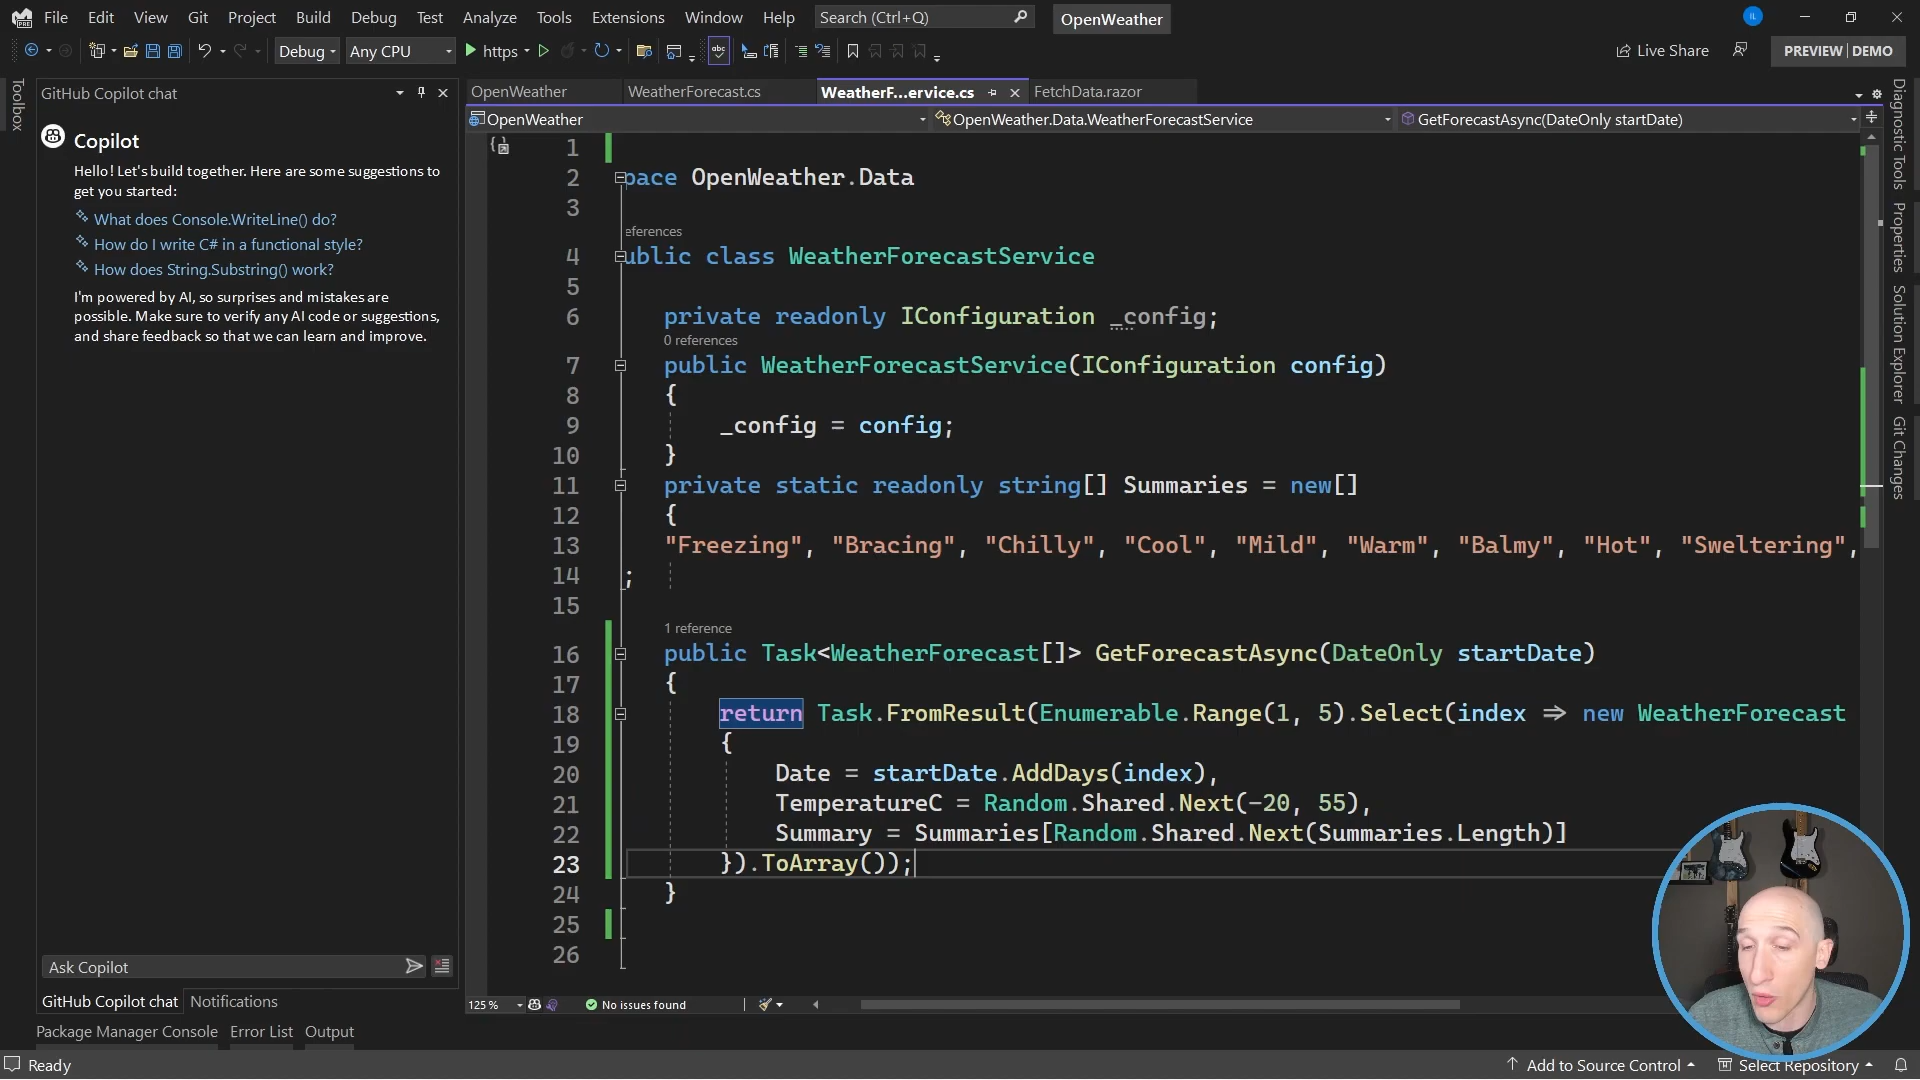 File Edit View Git Project Build Debug Test Analyze Tools Extensions Window Help Search (Ctrl+Q) OpenWeather IL
Debug Any CPU https Live Share PREVIEW | DEMO
Toolbox
GitHub Copilot chat
Copilot
Hello! Let's build together. Here are some suggestions to
get you started:
What does Console.WriteLine() do?
How do I write C# in a functional style?
How does String.Substring() work?
I'm powered by AI, so surprises and mistakes are
possible. Make sure to verify any AI code or suggestions,
and share feedback so that we can learn and improve.
Ask Copilot
GitHub Copilot chat Notifications
Package Manager Console Error List Output
OpenWeather WeatherForecast.cs WeatherF...ervice.cs FetchData.razor
OpenWeather OpenWeather.Data.WeatherForecastService GetForecastAsync(DateOnly startDate)
1
2 pace OpenWeather.Data
3
eferences
4 ublic class WeatherForecastService
5
6 private readonly IConfiguration _config;
0 references
7 public WeatherForecastService(IConfiguration config)
8 {
9 _config = config;
10 }
11 private static readonly string[] Summaries = new[]
12 {
13 "Freezing", "Bracing", "Chilly", "Cool", "Mild", "Warm", "Balmy", "Hot", "Sweltering",
14 ;
15
1 reference
16 public Task<WeatherForecast[]> GetForecastAsync(DateOnly startDate)
17 {
18 return Task.FromResult(Enumerable.Range(1, 5).Select(index => new WeatherForecast
19 {
20 Date = startDate.AddDays(index),
21 TemperatureC = Random.Shared.Next(-20, 55),
22 Summary = Summaries[Random.Shared.Next(Summaries.Length)]
23 }).ToArray());
24 }
25
26
125 % No issues found
Diagnostic Tools
Properties
Solution Explorer
Git Changes
Ready Add to Source Control Select Repository